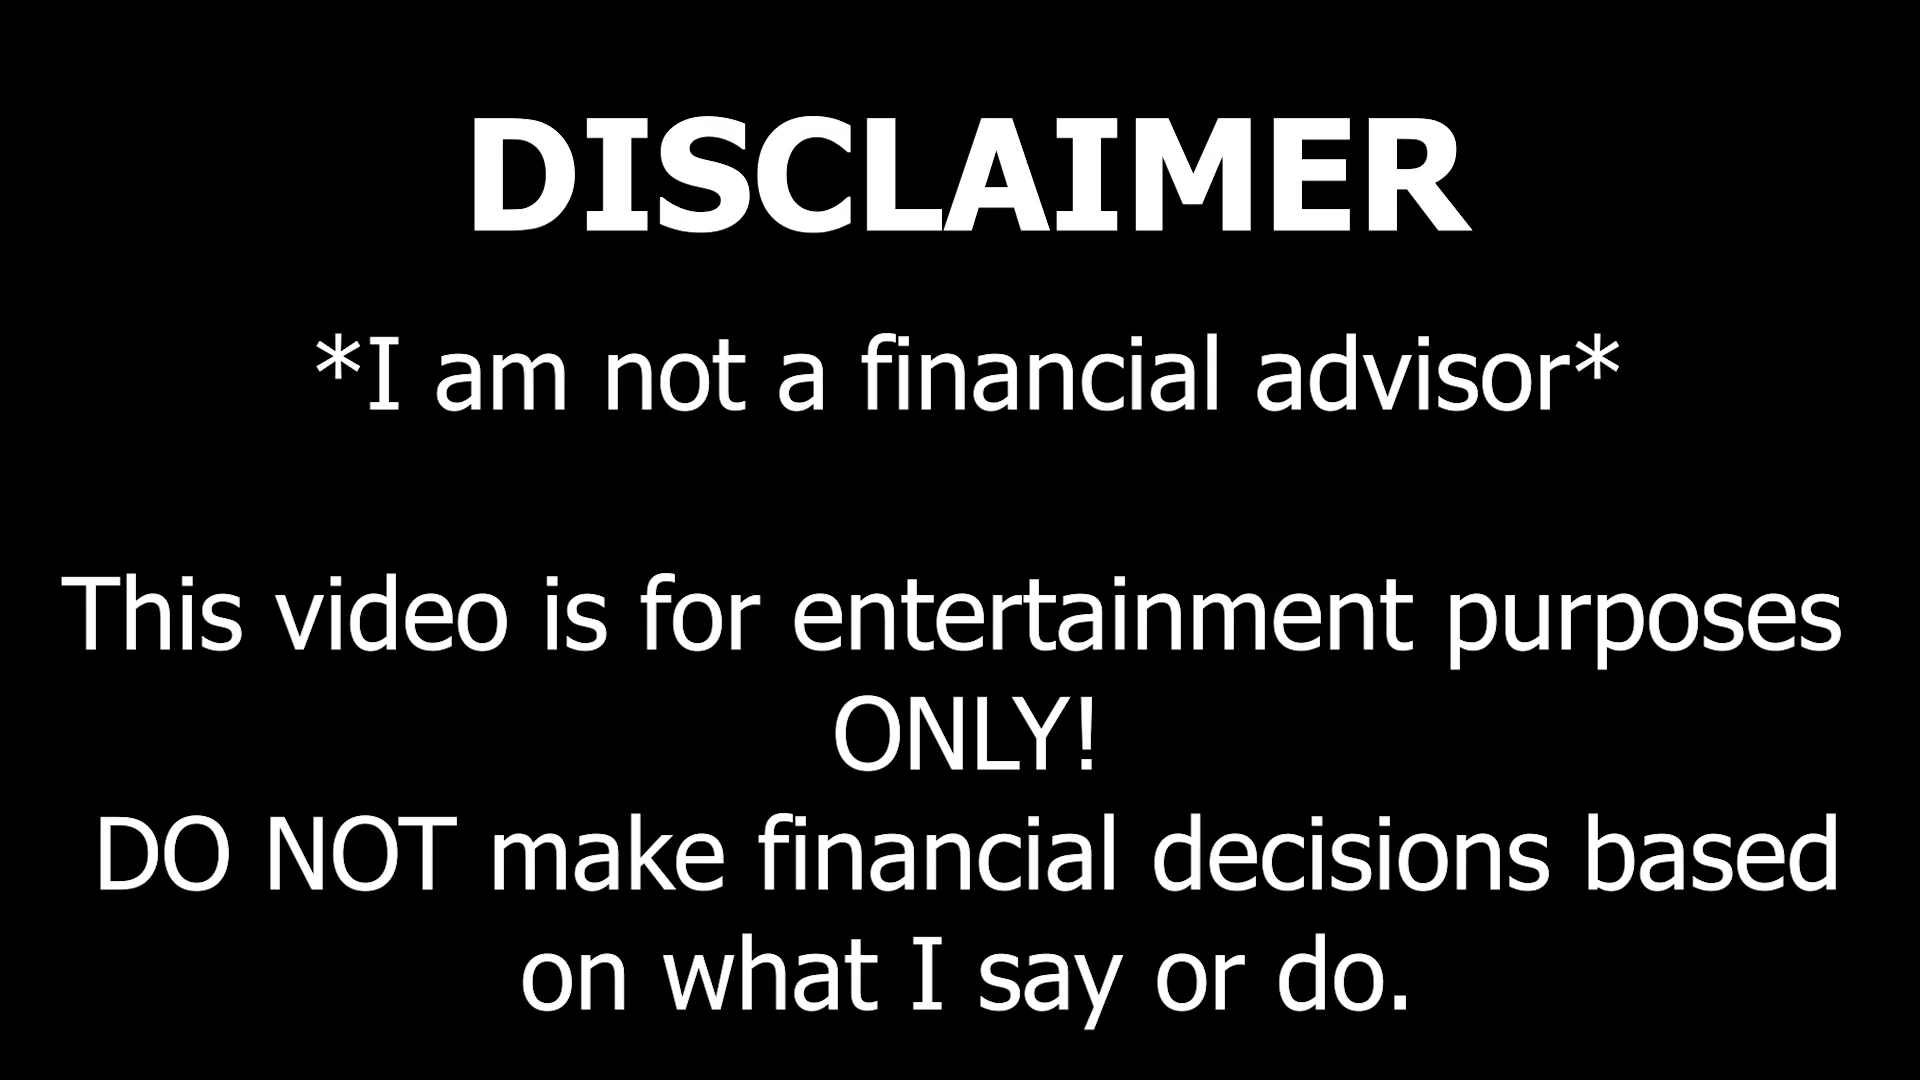 DISCLAIMER
*I am not a financial advisor*
This video is for entertainment purposes
ONLY!
DO NOT make financial decisions based
on what I say or do.